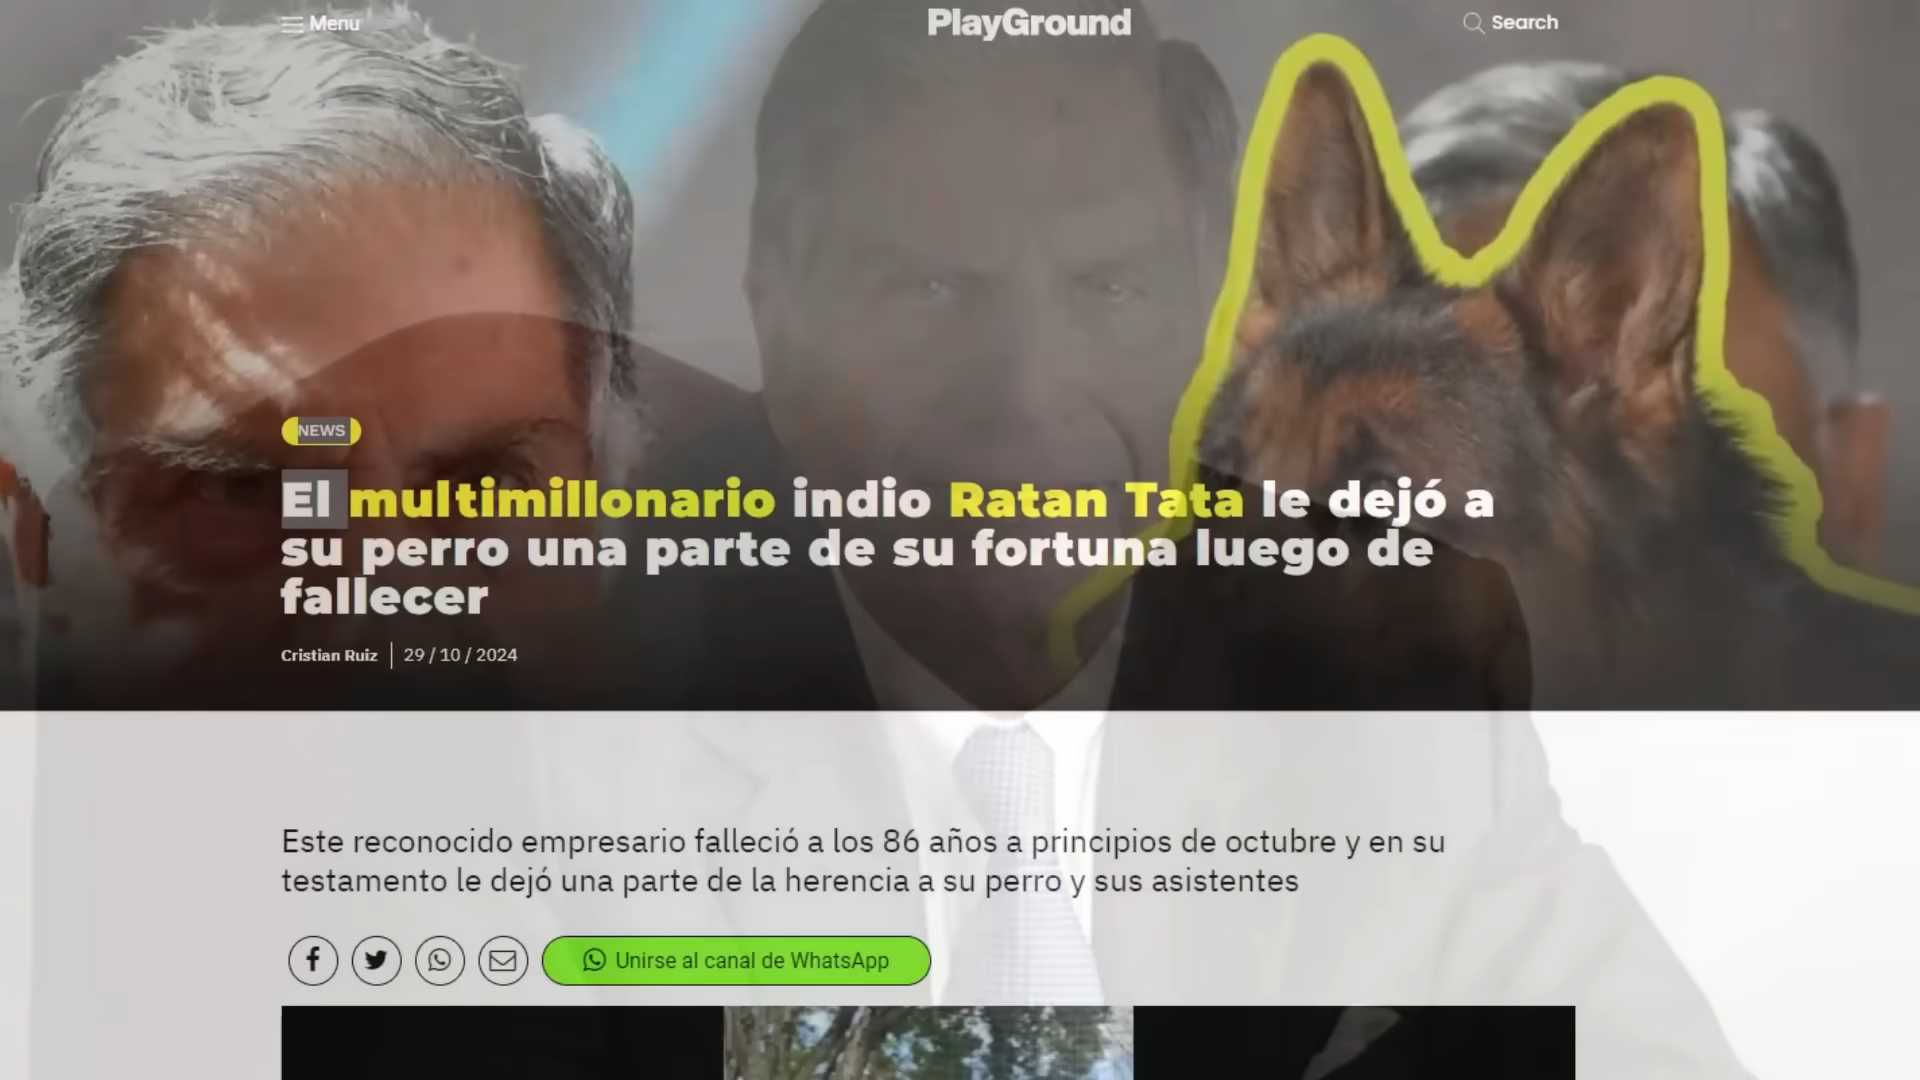 Menu
PlayGround
Search
NEWS
El multimillonario indio Ratan Tata le dejó a
su perro una parte de su fortuna luego de
fallecer
Cristian Ruiz | 29 / 10 / 2024
Este reconocido empresario falleció a los 86 años a principios de octubre y en su
testamento le dejó una parte de la herencia a su perro y sus asistentes
Unirse al canal de WhatsApp